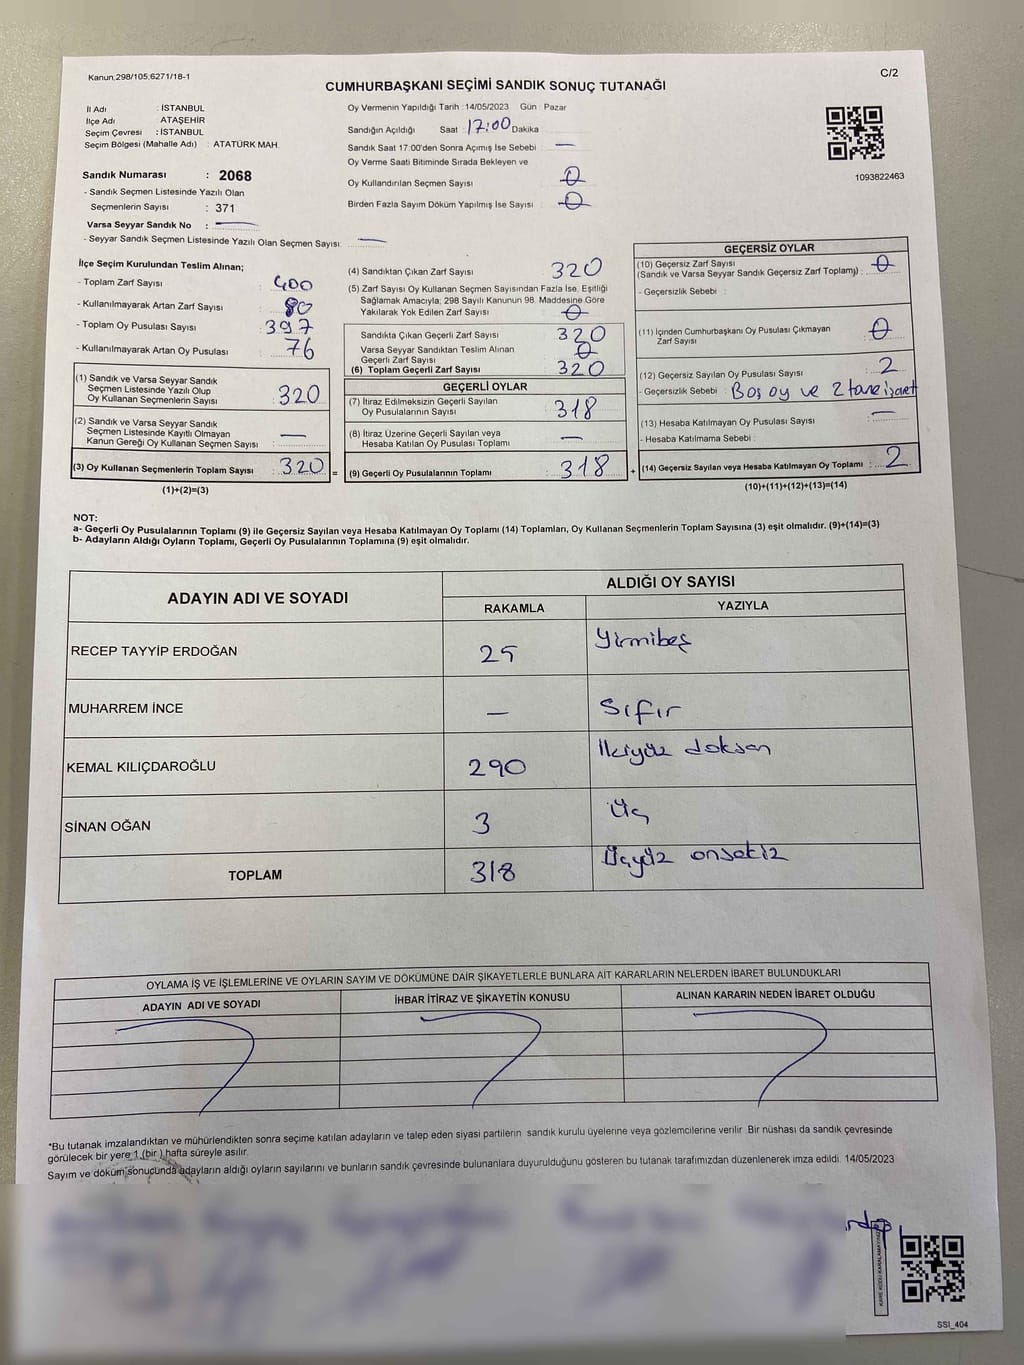 Kanun,298/105,6271/18-1
C/2
CUMHURBAŞKANI SEÇİMİ SANDIK SONUÇ TUTANAĞI
İl Adı : İSTANBUL
İlçe Adı ATAŞEHİR
Seçim Çevresi : İSTANBUL
Seçim Bölgesi (Mahalle Adı) : ATATÜRK MAH.
Oy Vermenin Yapıldığı Tarih : 14/05/2023 Gün : Pazar
Sandığın Açıldığı Saat 17:00 Dakika
Sandık Saat 17:00'den Sonra Açımış İse Sebebi : —
Oy Verme Saati Bitiminde Sırada Bekleyen ve
Oy Kullandırılan Seçmen Sayısı : 0
Birden Fazla Sayım Döküm Yapılmış İse Sayısı : 0
1093822463
Sandık Numarası : 2068
- Sandık Seçmen Listesinde Yazılı Olan
Seçmenlerin Sayısı : 371
Varsa Seyyar Sandık No : —
- Seyyar Sandık Seçmen Listesinde Yazılı Olan Seçmen Sayısı: —
İlçe Seçim Kurulundan Teslim Alınan;
- Toplam Zarf Sayısı : 400
- Kullanılmayarak Artan Zarf Sayısı : 80
- Toplam Oy Pusulası Sayısı : 397
- Kullanılmayarak Artan Oy Pusulası : 76
(1) Sandık ve Varsa Seyyar Sandık
Seçmen Listesinde Yazılı Olup
Oy Kullanan Seçmenlerin Sayısı : 320
(2) Sandık ve Varsa Seyyar Sandık
Seçmen Listesinde Kayıtlı Olmayan
Kanun Gereği Oy Kullanan Seçmen Sayısı : —
(3) Oy Kullanan Seçmenlerin Toplam Sayısı : 320 =
(1)+(2)=(3)
(4) Sandıktan Çıkan Zarf Sayısı : 320
(5) Zarf Sayısı Oy Kullanan Seçmen Sayısından Fazla İse, Eşitliği
Sağlamak Amacıyla; 298 Sayılı Kanunun 98. Maddesine Göre
Yakılarak Yok Edilen Zarf Sayısı : 0
Sandıkta Çıkan Geçerli Zarf Sayısı : 320
Varsa Seyyar Sandıktan Teslim Alınan
Geçerli Zarf Sayısı : 0
(6) Toplam Geçerli Zarf Sayısı : 320
GEÇERLİ OYLAR
(7) İtiraz Edilmeksizin Geçerli Sayılan
Oy Pusulalarının Sayısı : 318
(8) İtiraz Üzerine Geçerli Sayılan veya
Hesaba Katılan Oy Pusulası Toplamı : —
(9) Geçerli Oy Pusulalarının Toplamı : 318 +
GEÇERSİZ OYLAR
(10) Geçersiz Zarf Sayısı
(Sandık ve Varsa Seyyar Sandık Geçersiz Zarf Toplamı) : 0
- Geçersizlik Sebebi :
(11) İçinden Cumhurbaşkanı Oy Pusulası Çıkmayan
Zarf Sayısı : 0
(12) Geçersiz Sayılan Oy Pusulası Sayısı : 2
- Geçersizlik Sebebi : Boş oy ve 2 tane işaret
(13) Hesaba Katılmayan Oy Pusulası Sayısı : —
- Hesaba Katılmama Sebebi :
(14) Geçersiz Sayılan veya Hesaba Katılmayan Oy Toplamı : 2
(10)+(11)+(12)+(13)=(14)
NOT:
a- Geçerli Oy Pusulalarının Toplamı (9) ile Geçersiz Sayılan veya Hesaba Katılmayan Oy Toplamı (14) Toplamları, Oy Kullanan Seçmenlerin Toplam Sayısına (3) eşit olmalıdır. (9)+(14)=(3)
b- Adayların Aldığı Oyların Toplamı, Geçerli Oy Pusulalarının Toplamına (9) eşit olmalıdır.
ADAYIN ADI VE SOYADI
ALDIĞI OY SAYISI
RAKAMLA YAZIYLA
RECEP TAYYİP ERDOĞAN 25 Yirmibeş
MUHARREM İNCE — Sıfır
KEMAL KILIÇDAROĞLU 290 İkiyüz doksan
SİNAN OĞAN 3 Üç
TOPLAM 318 Üçyüz onsekiz
OYLAMA İŞ VE İŞLEMLERİNE VE OYLARIN SAYIM VE DÖKÜMÜNE DAİR ŞİKAYETLERLE BUNLARA AİT KARARLARIN NELERDEN İBARET BULUNDUKLARI
ADAYIN ADI VE SOYADI İHBAR İTİRAZ VE ŞİKAYETİN KONUSU ALINAN KARARIN NEDEN İBARET OLDUĞU
*Bu tutanak imzalandıktan ve mühürlendikten sonra seçime katılan adayların ve talep eden siyasi partilerin sandık kurulu üyelerine veya gözlemcilerine verilir. Bir nüshası da sandık çevresinde
görülecek bir yere 1 (bir) hafta süreyle asılır.
Sayım ve döküm sonucunda adayların aldığı oyların sayılarını ve bunların sandık çevresinde bulunanlara duyurulduğunu gösteren bu tutanak tarafımızdan düzenlenerek imza edildi. 14/05/2023
KARE KODU KARALAMAYINIZ
SSI_404